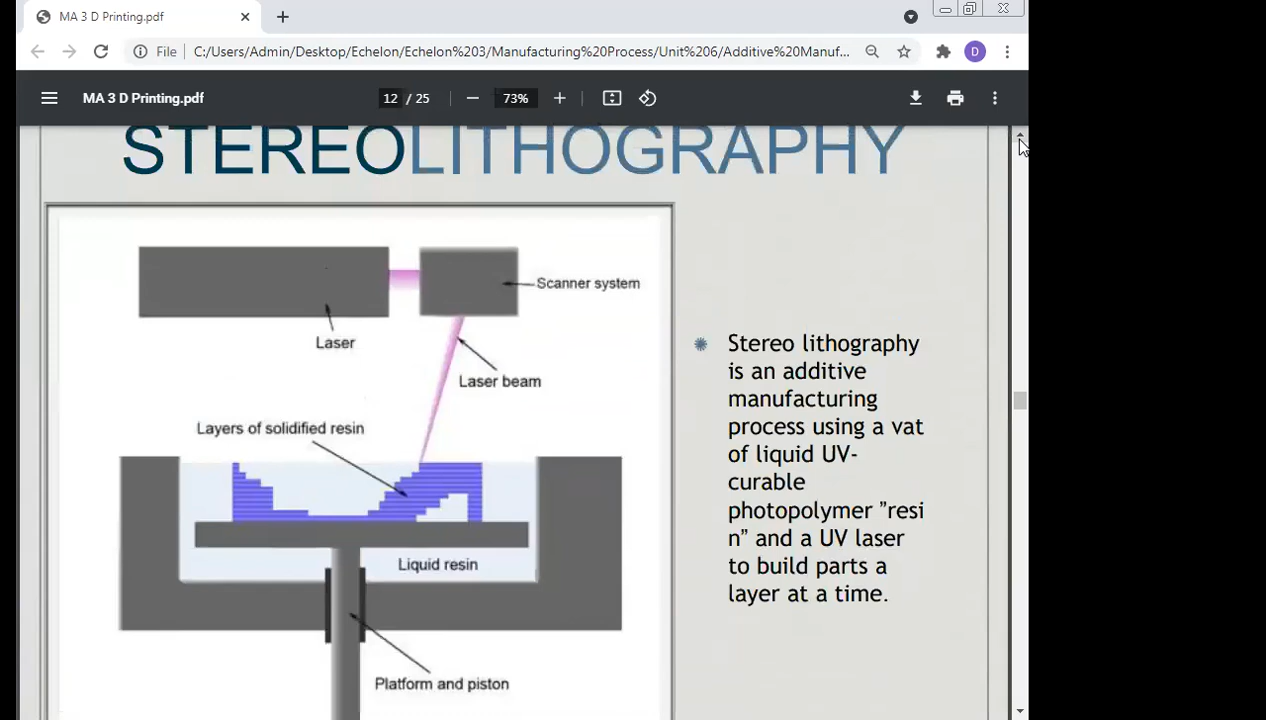 MA 3 D Printing.pdf
File
C:/Users/Admin/Desktop/Echelon/Echelon%203/Manufacturing%20Process/Unit%206/Additive%20Manuf...
D
MA 3 D Printing.pdf
12 / 25
73%
STEREOLITHOGRAPHY
Scanner system
Laser
Laser beam
Layers of solidified resin
Liquid resin
Platform and piston
Stereo lithography
is an additive
manufacturing
process using a vat
of liquid UV-
curable
photopolymer ”resi
n” and a UV laser
to build parts a
layer at a time.